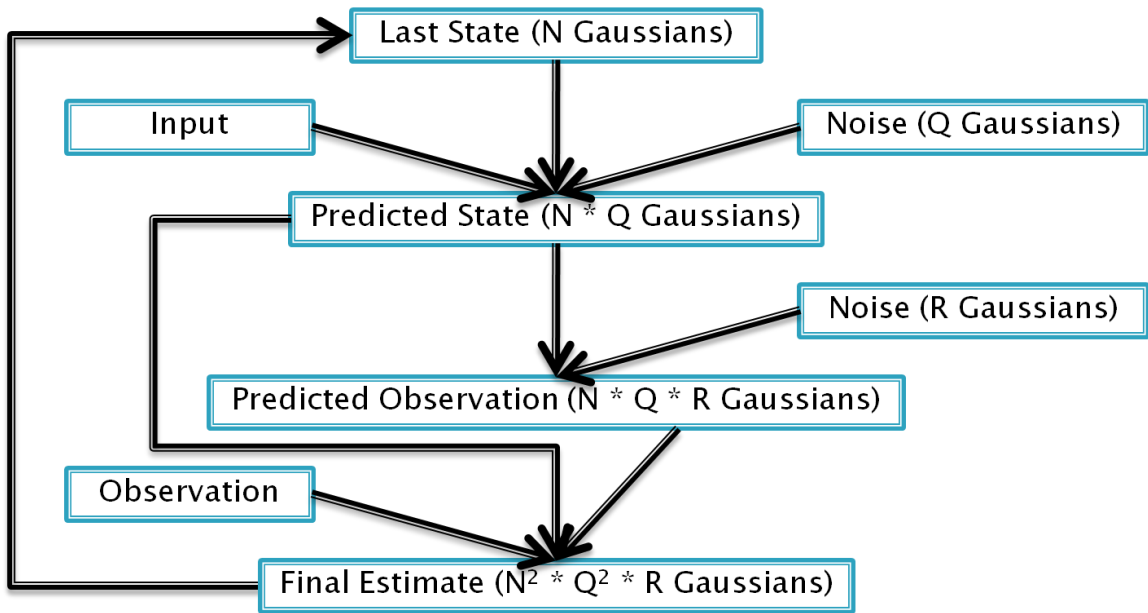 Last State (N Gaussians)
Input
Noise (Q Gaussians)
Predicted State (N * Q Gaussians)
Noise (R Gaussians)
Predicted Observation (N * Q * R Gaussians)
Observation
Final Estimate (N² * Q² * R Gaussians)